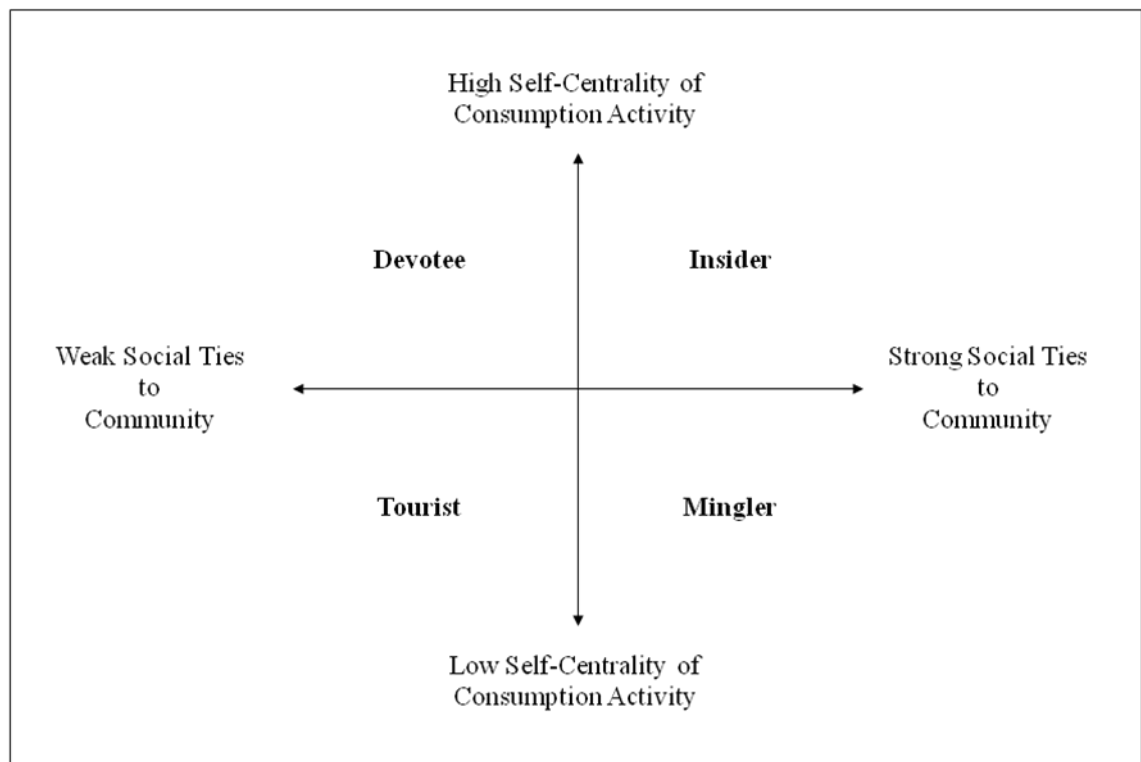 High Self-Centrality of
Consumption Activity
Devotee
Insider
Weak Social Ties
to
Community
Strong Social Ties
to
Community
Tourist
Mingler
Low Self-Centrality of
Consumption Activity